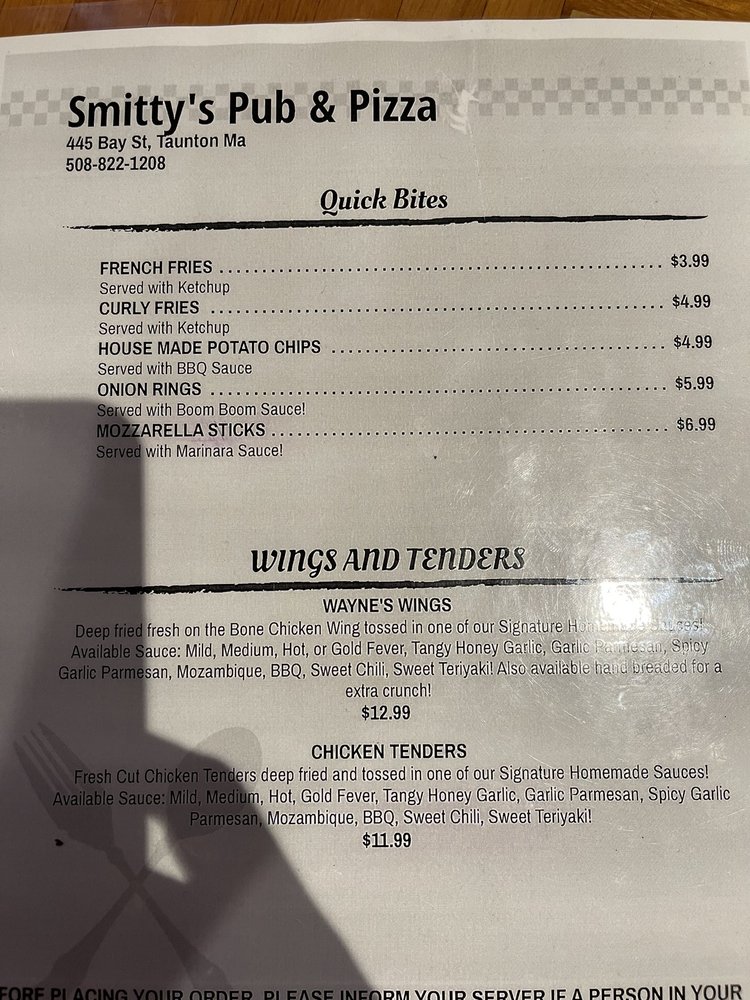 Smitty's Pub & Pizza
445 Bay St, Taunton Ma
508-822-1208
Quick Bites
FRENCH FRIES ........................................ $3.99
Served with Ketchup
CURLY FRIES ........................................ $4.99
Served with Ketchup
HOUSE MADE POTATO CHIPS ........................................ $4.99
Served with BBQ Sauce
ONION RINGS ........................................ $5.99
Served with Boom Boom Sauce!
MOZZARELLA STICKS ........................................ $6.99
Served with Marinara Sauce!
WINGS AND TENDERS
WAYNE'S WINGS
Deep fried fresh on the Bone Chicken Wing tossed in one of our Signature Homemade Sauces!
Available Sauce: Mild, Medium, Hot, or Gold Fever, Tangy Honey Garlic, Garlic Parmesan, Spicy
Garlic Parmesan, Mozambique, BBQ, Sweet Chili, Sweet Teriyaki! Also available hand breaded for a
extra crunch!
$12.99
CHICKEN TENDERS
Fresh Cut Chicken Tenders deep fried and tossed in one of our Signature Homemade Sauces!
Available Sauce: Mild, Medium, Hot, Gold Fever, Tangy Honey Garlic, Garlic Parmesan, Spicy Garlic
Parmesan, Mozambique, BBQ, Sweet Chili, Sweet Teriyaki!
$11.99
PLACING YOUR ORDER, PLEASE INFORM YOUR SERVER IF A PERSON IN YOUR